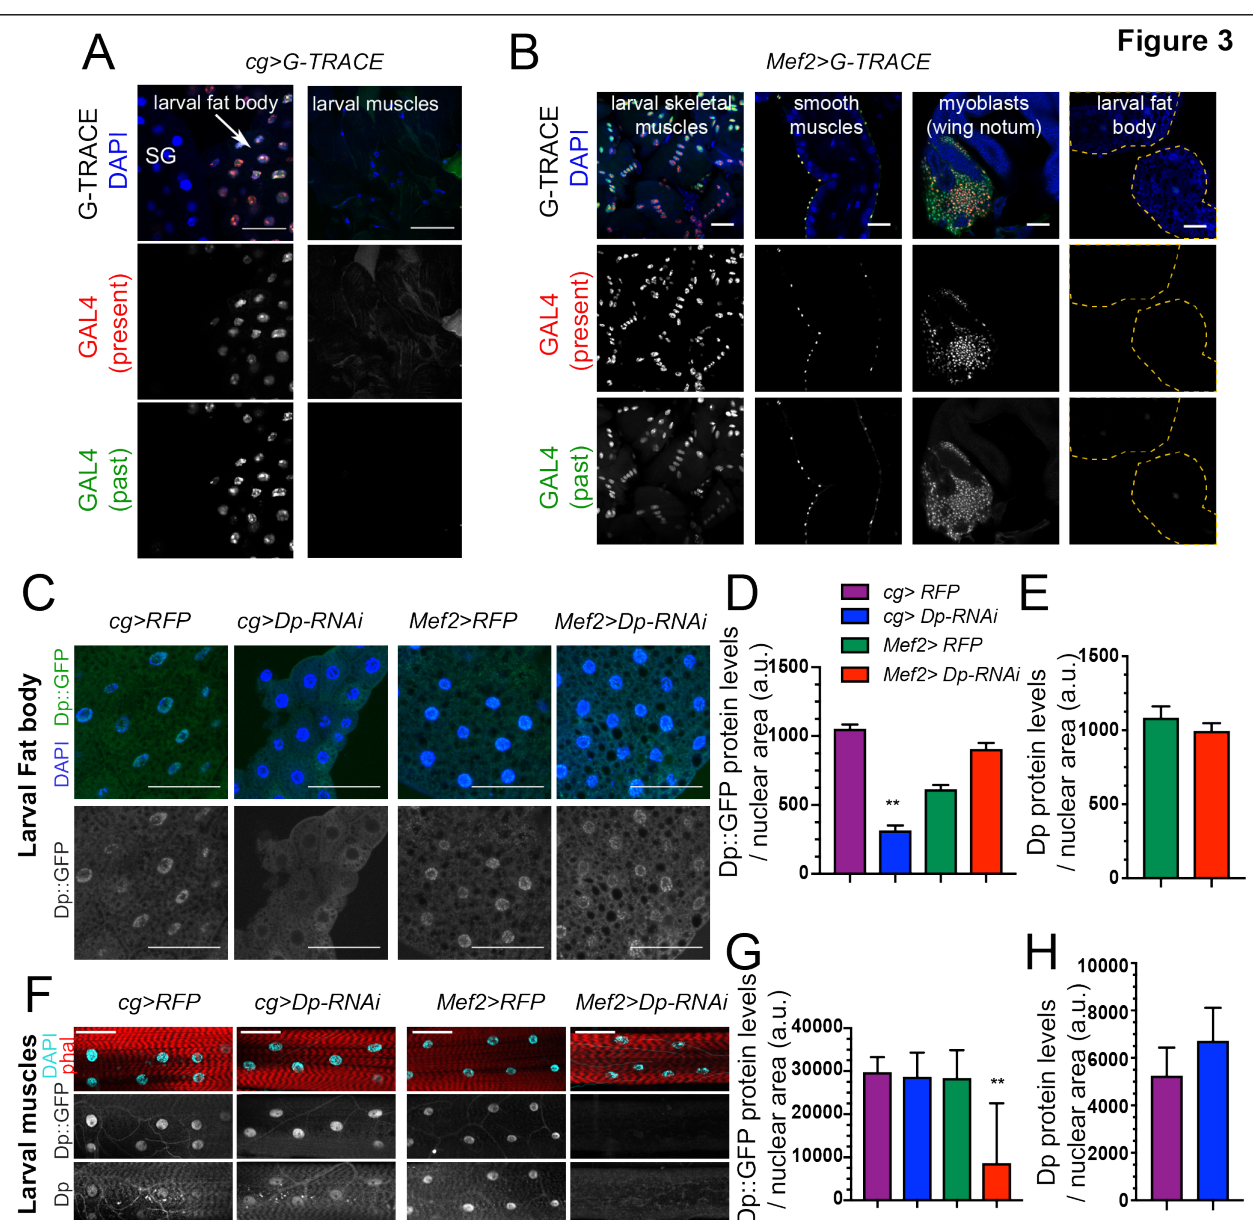 Figure 3
A
cg>G-TRACE
larval fat body
larval muscles
SG
G-TRACE
DAPI
GAL4
(present)
GAL4
(past)
B
Mef2>G-TRACE
larval skeletal
muscles
smooth
muscles
myoblasts
(wing notum)
larval fat
body
G-TRACE
DAPI
GAL4
(present)
GAL4
(past)
C
cg>RFP
cg>Dp-RNAi
Mef2>RFP
Mef2>Dp-RNAi
Larval Fat body
DAPI Dp::GFP
Dp::GFP
D
cg> RFP
cg> Dp-RNAi
Mef2> RFP
Mef2> Dp-RNAi
Dp::GFP protein levels
/ nuclear area (a.u.)
1500
1000
500
0
**
E
Dp protein levels
/ nuclear area (a.u.)
1500
1000
500
0
F
cg>RFP
cg>Dp-RNAi
Mef2>RFP
Mef2>Dp-RNAi
Larval muscles
DAPI
phal
Dp::GFP
Dp
G
Dp::GFP protein levels
/ nuclear area (a.u.)
40000
30000
20000
10000
0
**
H
Dp protein levels
/ nuclear area (a.u.)
10000
8000
6000
4000
2000
0